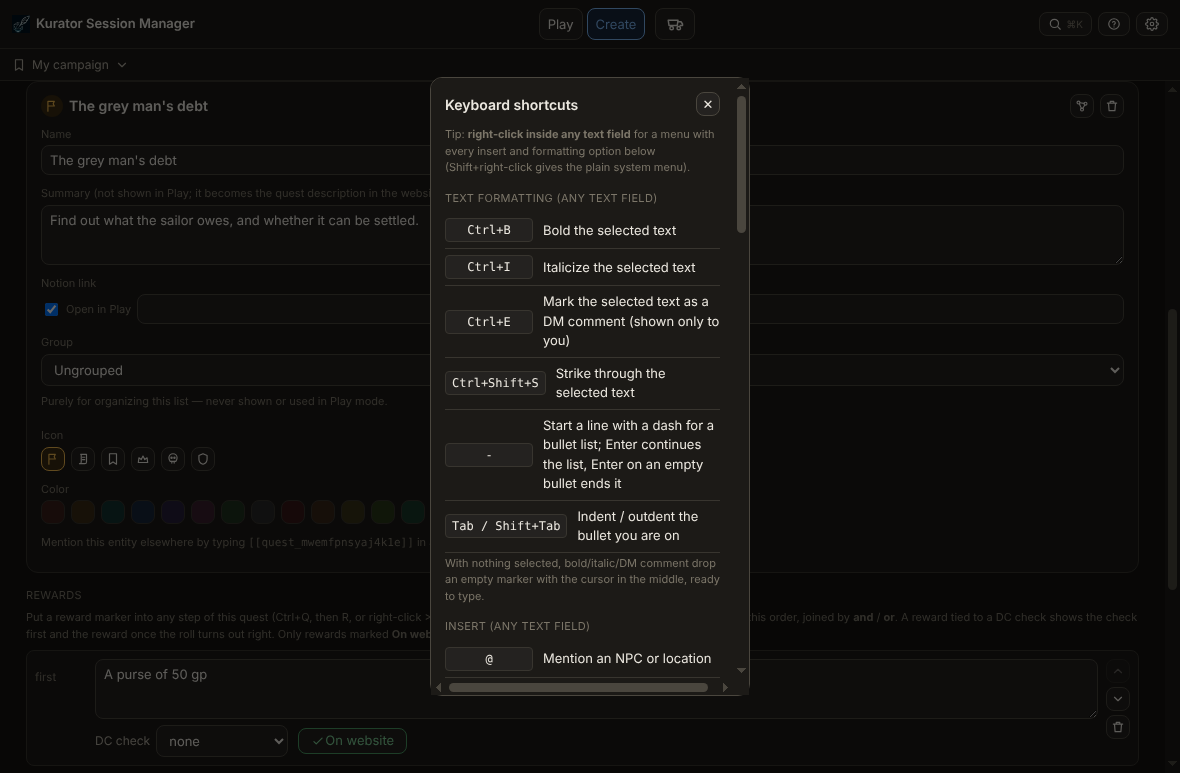 Kurator Session Manager
Play
Create
⌘K
My campaign
The grey man's debt
Name
The grey man's debt
Summary (not shown in Play; it becomes the quest description in the websi
Find out what the sailor owes, and whether it can be settled.
Notion link
Open in Play
Group
Ungrouped
Purely for organizing this list — never shown or used in Play mode.
Icon
Color
Mention this entity elsewhere by typing [[quest_mwemfpnsyaj4k1e]] in
REWARDS
Put a reward marker into any step of this quest (Ctrl+Q, then R, or right-click > his order, joined by and / or. A reward tied to a DC check shows the check
first and the reward once the roll turns out right. Only rewards marked On web
first
A purse of 50 gp
DC check
none
✓ On website
Keyboard shortcuts
Tip: right-click inside any text field for a menu with
every insert and formatting option below
(Shift+right-click gives the plain system menu).
TEXT FORMATTING (ANY TEXT FIELD)
Ctrl+B
Bold the selected text
Ctrl+I
Italicize the selected text
Ctrl+E
Mark the selected text as a
DM comment (shown only to
you)
Ctrl+Shift+S
Strike through the
selected text
-
Start a line with a dash for a
bullet list; Enter continues
the list, Enter on an empty
bullet ends it
Tab / Shift+Tab
Indent / outdent the
bullet you are on
With nothing selected, bold/italic/DM comment drop
an empty marker with the cursor in the middle, ready
to type.
INSERT (ANY TEXT FIELD)
@
Mention an NPC or location